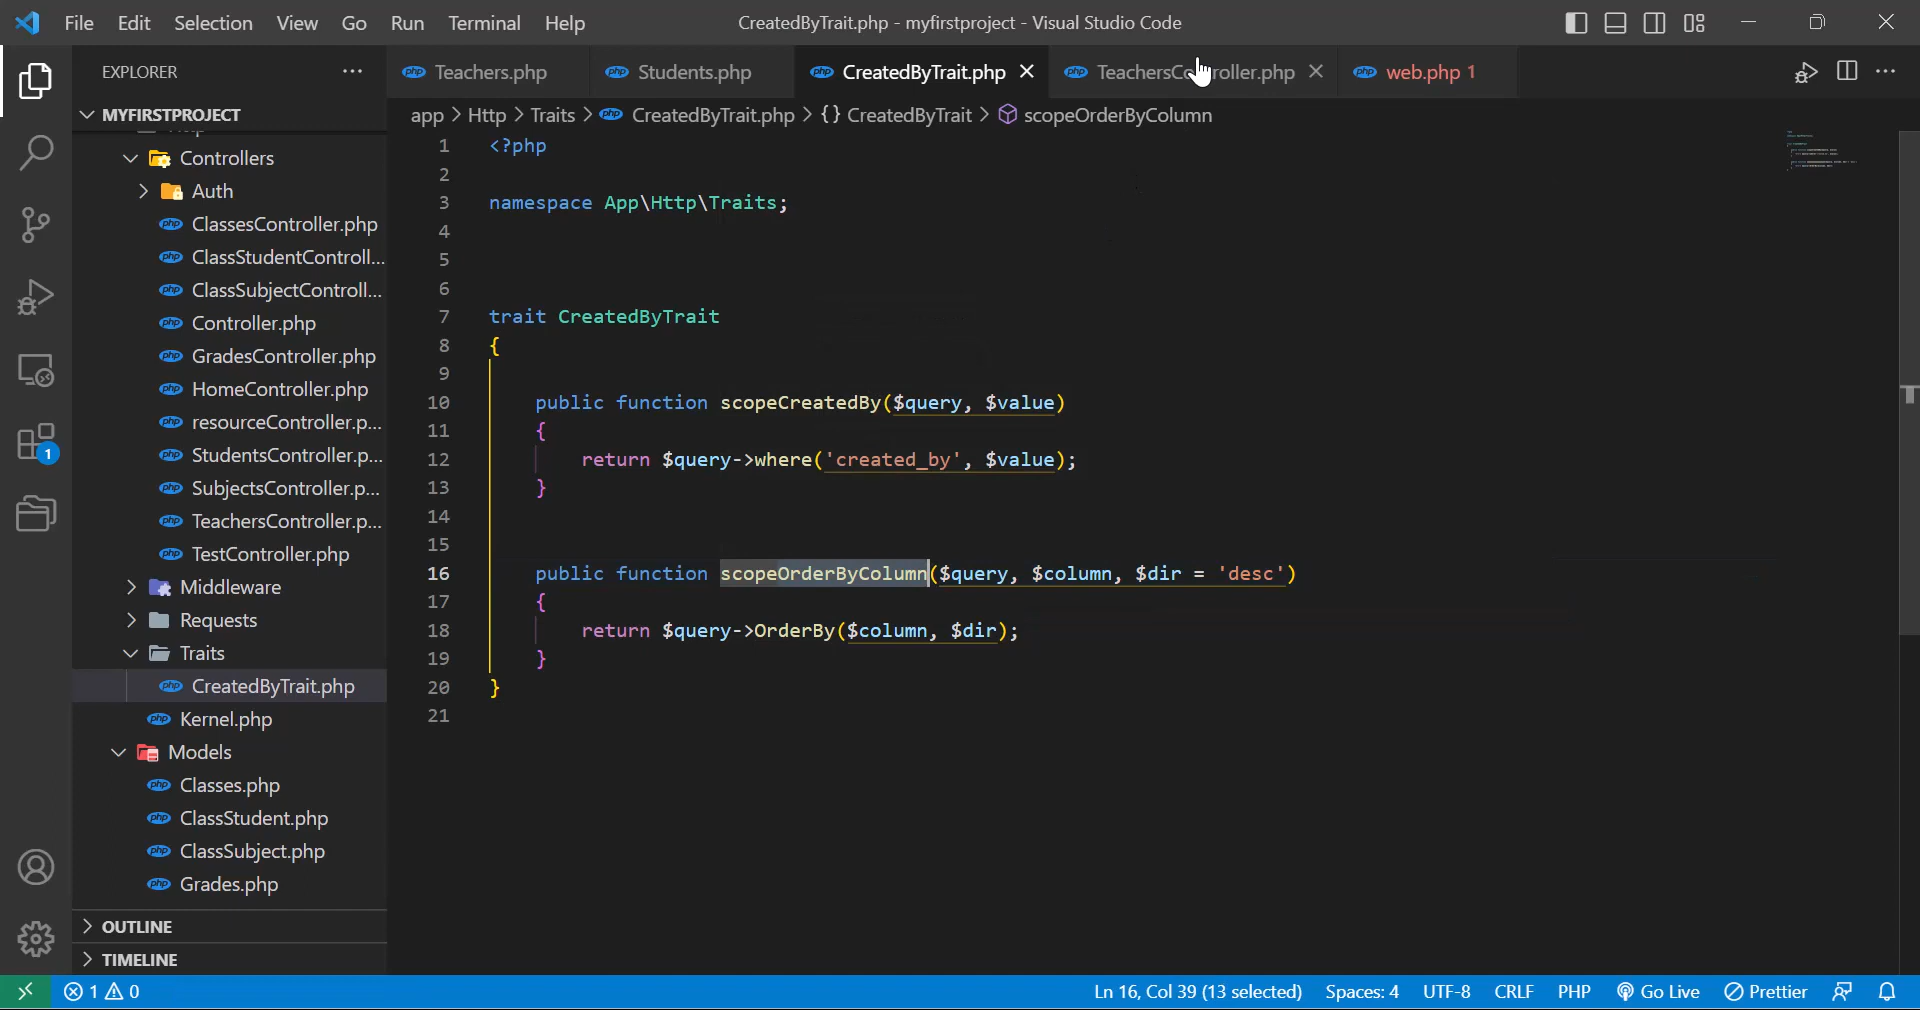 File Edit Selection View Go Run Terminal Help
CreatedByTrait.php - myfirstproject - Visual Studio Code
EXPLORER
Teachers.php
Students.php
CreatedByTrait.php
web.php 1
MYFIRSTPROJECT
app > Http > Traits > CreatedByTrait.php > {} CreatedByTrait > scopeOrderByColumn
Controllers
Auth
ClassesController.php
ClassStudentControll...
ClassSubjectControll...
Controller.php
GradesController.php
HomeController.php
resourceController.p...
StudentsController.p...
SubjectsController.p...
TeachersController.p...
TestController.php
Middleware
Requests
Traits
CreatedByTrait.php
Kernel.php
Models
Classes.php
ClassStudent.php
ClassSubject.php
Grades.php
OUTLINE
TIMELINE
1
1 <?php
2
3 namespace App\Http\Traits;
4
5
6
7 trait CreatedByTrait
8 {
9
10 public function scopeCreatedBy($query, $value)
11 {
12 return $query->where('created_by', $value);
13 }
14
15
16 public function scopeOrderByColumn($query, $column, $dir = 'desc')
17 {
18 return $query->OrderBy($column, $dir);
19 }
20 }
21
1 0
Ln 16, Col 39 (13 selected) Spaces: 4 UTF-8 CRLF PHP Go Live Prettier